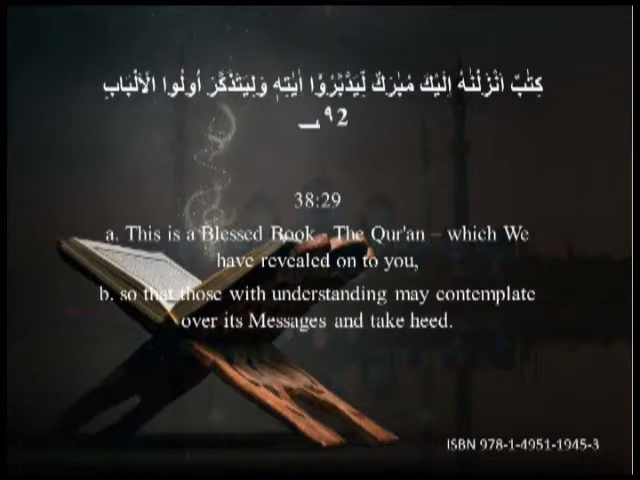 كِتٰبٌ اَنْزَلْنٰهُ اِلَيْكَ مُبٰرَكٌ لِّيَدَّبَّرُوْۤا اٰيٰتِهٖ وَلِيَتَذَكَّرَ اُولُوا الْاَلْبَابِ
٩2
38:29
a. This is a Blessed Book - The Qur'an – which We
have revealed on to you,
b. so that those with understanding may contemplate
over its Messages and take heed.
ISBN 978-1-4951-1945-3